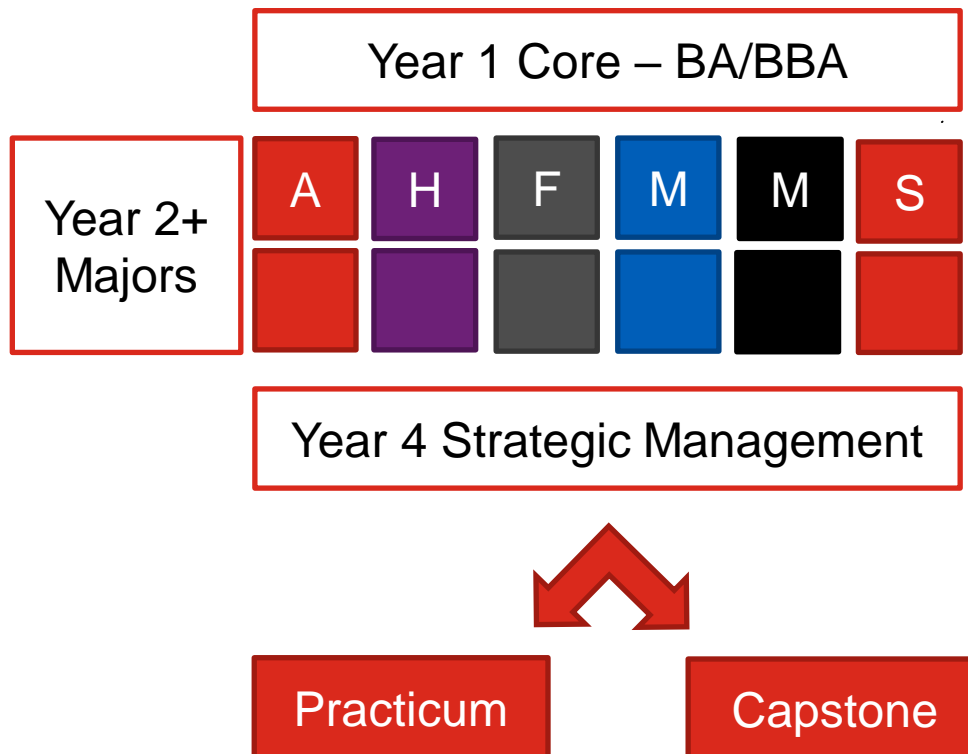 Year 1 Core – BA/BBA
Year 2+
Majors
A H F M M S
Year 4 Strategic Management
Practicum
Capstone